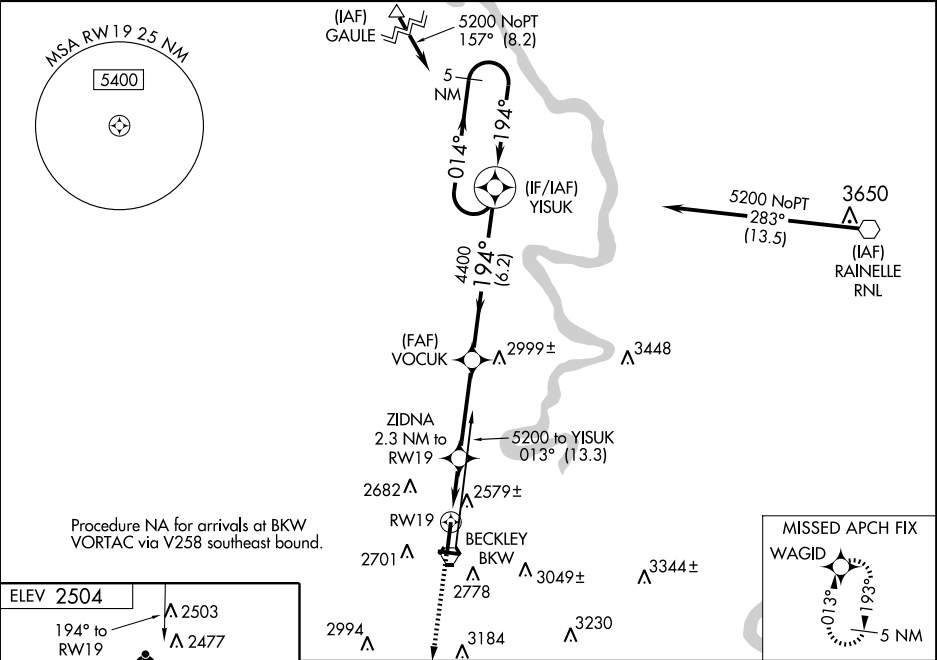 MSA RW19 25 NM
5400
(IAF)
GAULE
5200 NoPT
157° (8.2)
5
NM
014°
194°
(IF/IAF)
YISUK
5200 NoPT
283°
(13.5)
3650
(IAF)
RAINELLE
RNL
4400
194°
(6.2)
(FAF)
VOCUK
2999±
3448
ZIDNA
2.3 NM to
RW19
5200 to YISUK
013° (13.3)
2682
2579±
RW19
BECKLEY
BKW
2701
2778
3049±
3344±
2994
3184
3230
Procedure NA for arrivals at BKW
VORTAC via V258 southeast bound.
MISSED APCH FIX
WAGID
013°
193°
5 NM
ELEV 2504
2503
194° to
RW19
2477